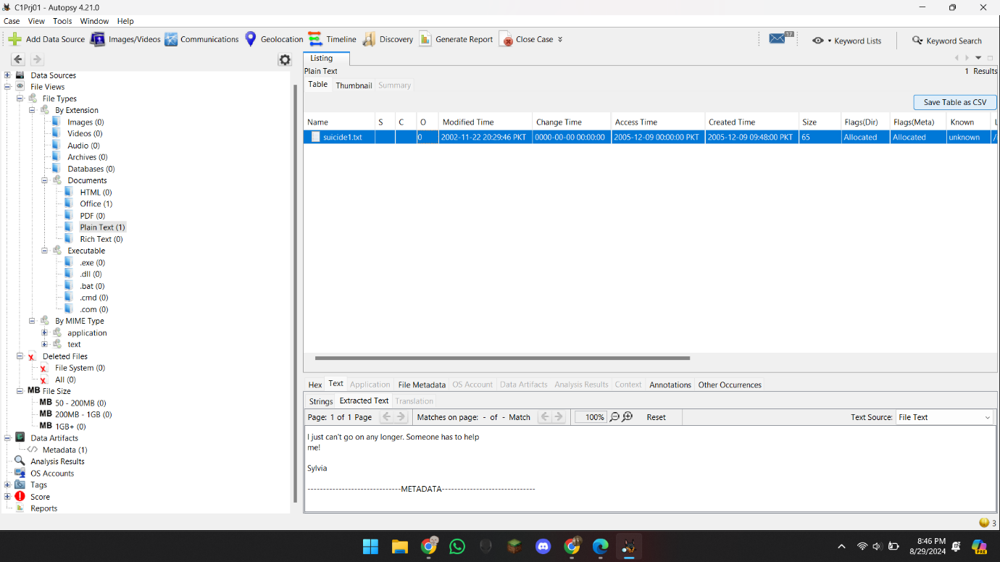 C1Prj01 - Autopsy 4.21.0
Case View Tools Window Help
Add Data Source Images/Videos Communications Geolocation Timeline Discovery Generate Report Close Case 12 Keyword Lists Keyword Search
Data Sources
File Views
File Types
By Extension
Images (0)
Videos (0)
Audio (0)
Archives (0)
Databases (0)
Documents
HTML (0)
Office (1)
PDF (0)
Plain Text (1)
Rich Text (0)
Executable
.exe (0)
.dll (0)
.bat (0)
.cmd (0)
.com (0)
By MIME Type
application
text
Deleted Files
File System (0)
All (0)
MB File Size
MB 50 - 200MB (0)
MB 200MB - 1GB (0)
MB 1GB+ (0)
Data Artifacts
Metadata (1)
Analysis Results
OS Accounts
Tags
Score
Reports
Listing
Plain Text 1 Results
Table Thumbnail Summary
Save Table as CSV
Name S C O Modified Time Change Time Access Time Created Time Size Flags(Dir) Flags(Meta) Known
suicide1.txt 0 2002-11-22 20:29:46 PKT 0000-00-00 00:00:00 2005-12-09 00:00:00 PKT 2005-12-09 09:48:00 PKT 65 Allocated Allocated unknown
Hex Text Application File Metadata OS Account Data Artifacts Analysis Results Context Annotations Other Occurrences
Strings Extracted Text Translation
Page: 1 of 1 Page Matches on page: - of - Match 100% Reset Text Source: File Text
I just can't go on any longer. Someone has to help
me!
Sylvia
------------------------------METADATA------------------------------
3
8:46 PM
8/29/2024
PRE